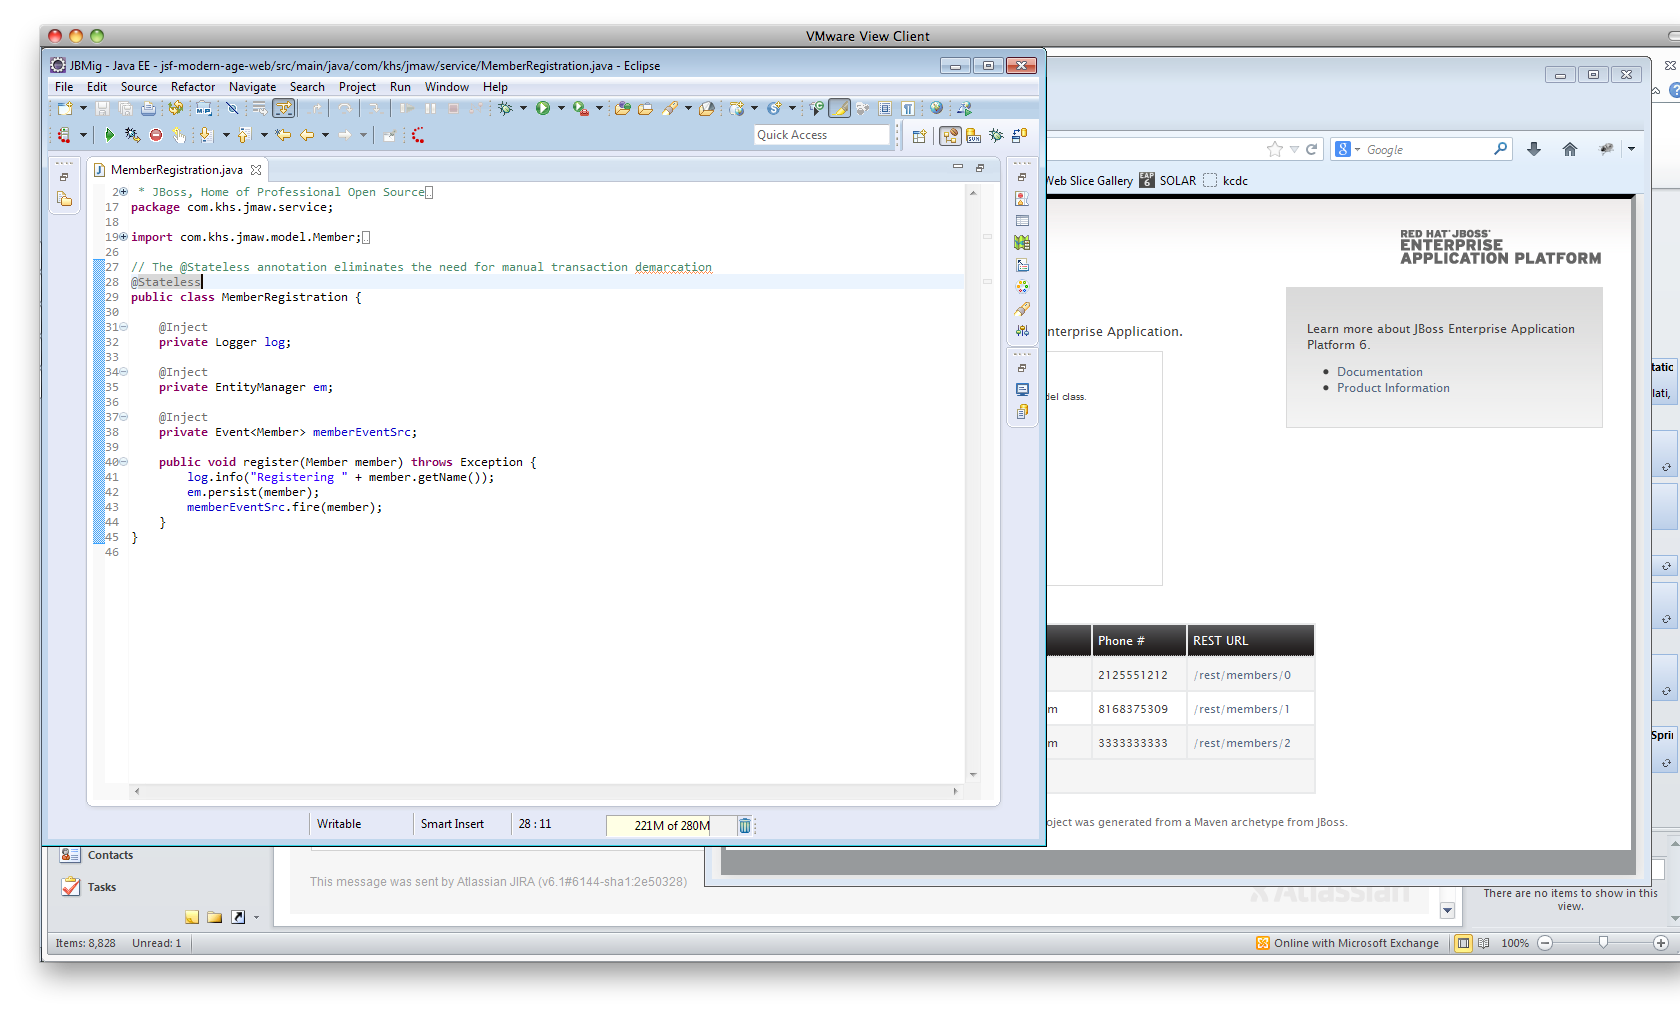 VMware View Client
JBMig - Java EE - jsf-modern-age-web/src/main/java/com/khs/jmaw/service/MemberRegistration.java - Eclipse
File Edit Source Refactor Navigate Search Project Run Window Help
Quick Access
MemberRegistration.java
2 * JBoss, Home of Professional Open Source
17 package com.khs.jmaw.service;
18
19 import com.khs.jmaw.model.Member;
26
27 // The @Stateless annotation eliminates the need for manual transaction demarcation
28 @Stateless
29 public class MemberRegistration {
30
31 @Inject
32 private Logger log;
33
34 @Inject
35 private EntityManager em;
36
37 @Inject
38 private Event<Member> memberEventSrc;
39
40 public void register(Member member) throws Exception {
41 log.info("Registering " + member.getName());
42 em.persist(member);
43 memberEventSrc.fire(member);
44 }
45 }
46
Writable Smart Insert 28 : 11 221M of 280M
Google
Web Slice Gallery EAP 6 SOLAR kcdc
RED HAT JBOSS
ENTERPRISE
APPLICATION PLATFORM
nterprise Application.
Learn more about JBoss Enterprise Application
Platform 6.
Documentation
Product Information
del class.
Phone # REST URL
2125551212 /rest/members/0
m 8168375309 /rest/members/1
m 3333333333 /rest/members/2
oject was generated from a Maven archetype from JBoss.
tatic
lati,
Sprin
Contacts
Tasks
This message was sent by Atlassian JIRA (v6.1#6144-sha1:2e50328)
Atlassian
There are no items to show in this
view.
Items: 8,828 Unread: 1
Online with Microsoft Exchange 100%